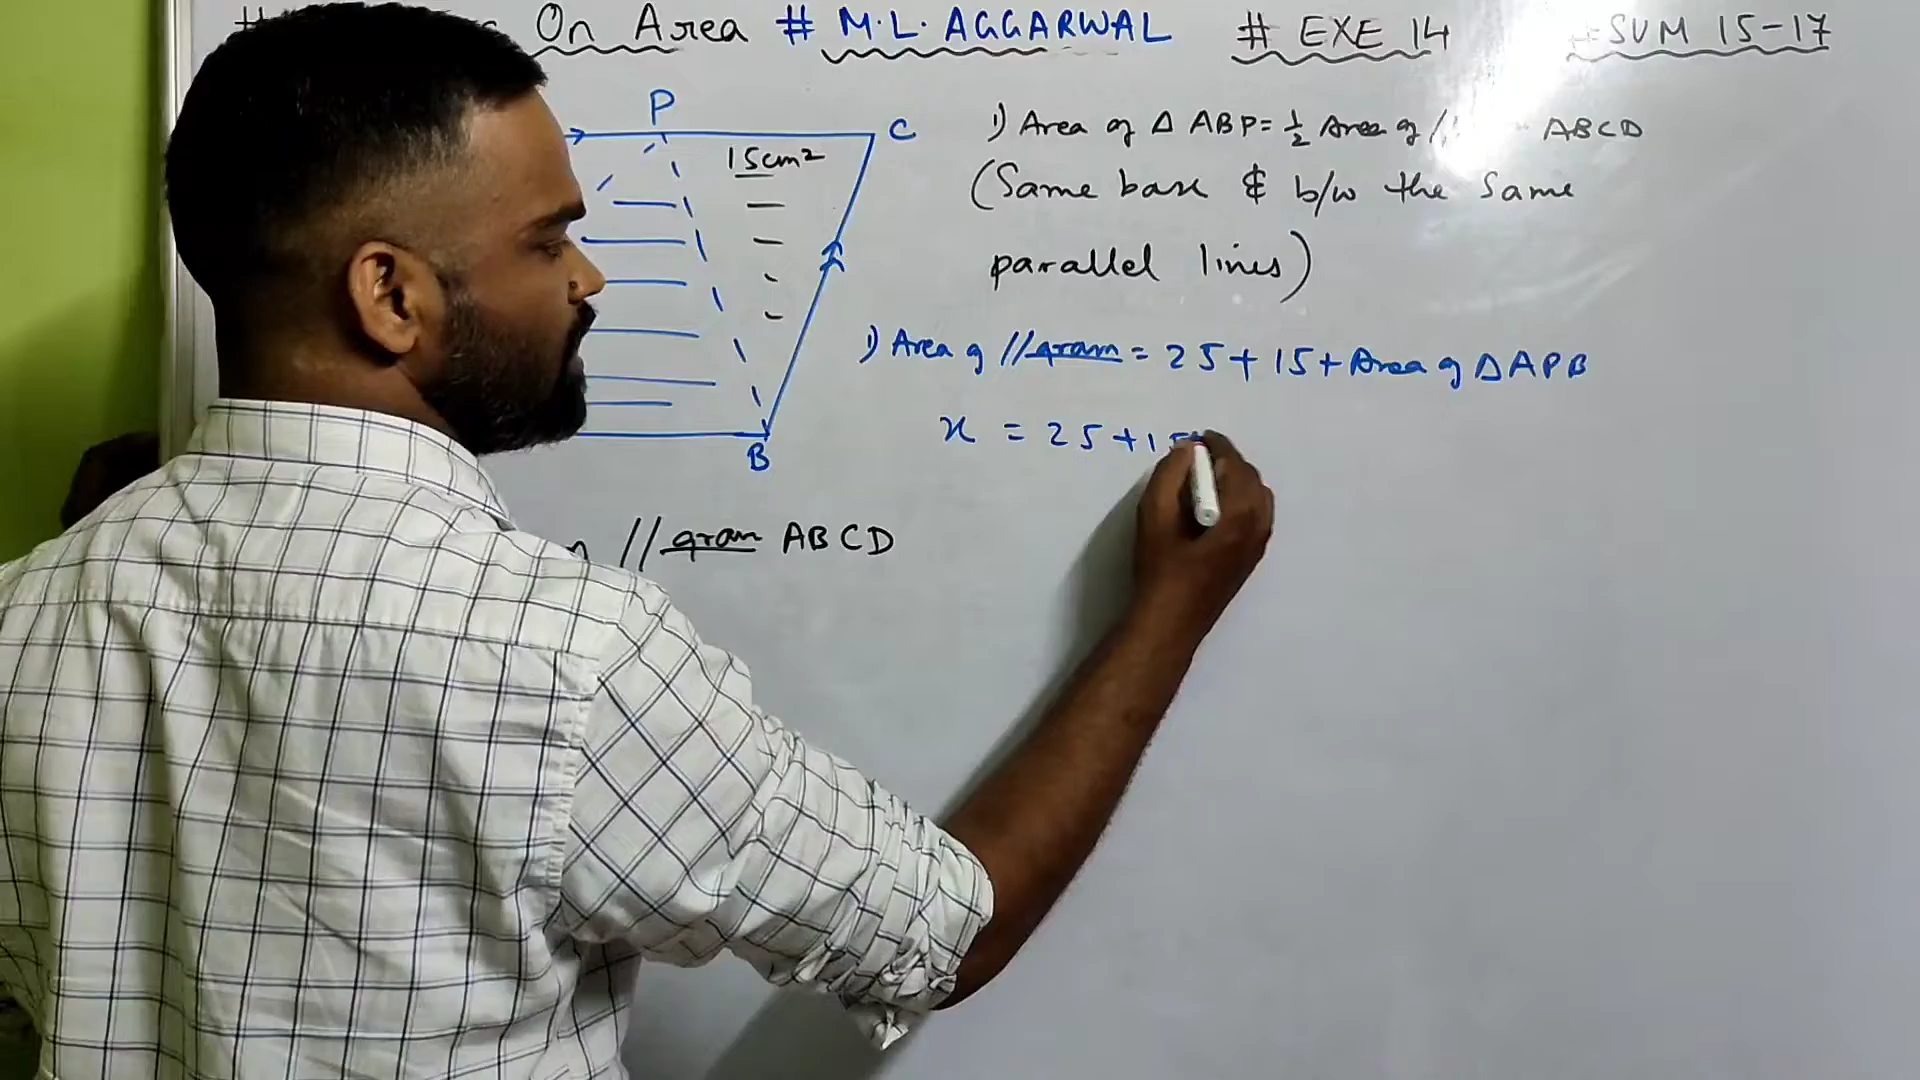 On Area # M.L. AGGARWAL # EXE 14 # SUM 15-17
P
C
15cm²
B
1) Area of Δ ABP = 1/2 Area of // ABCD
(Same base & b/w the Same
parallel lines)
1) Area of //gram = 25 + 15 + Area of Δ APB
x = 25 + 15
//gram ABCD